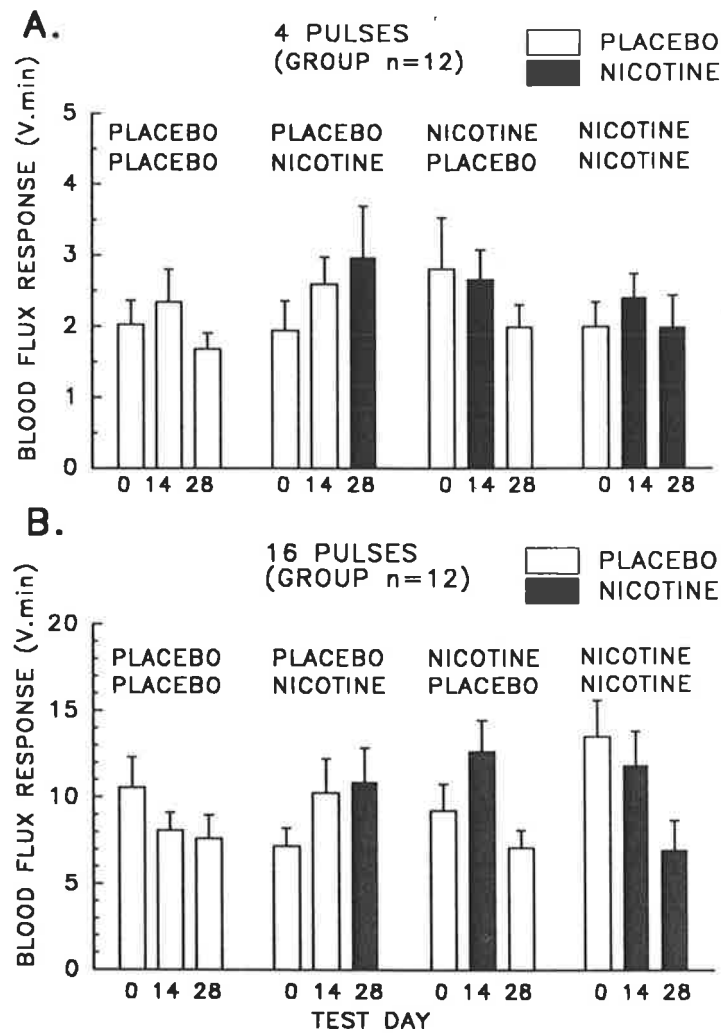 A.
4 PULSES
(GROUP n=12)
PLACEBO
NICOTINE
BLOOD FLUX RESPONSE (V.min)
5
4
3
2
1
0
PLACEBO PLACEBO NICOTINE NICOTINE
PLACEBO NICOTINE PLACEBO NICOTINE
0 14 28 0 14 28 0 14 28 0 14 28
B.
16 PULSES
(GROUP n=12)
PLACEBO
NICOTINE
BLOOD FLUX RESPONSE (V.min)
20
15
10
5
0
PLACEBO PLACEBO NICOTINE NICOTINE
PLACEBO NICOTINE PLACEBO NICOTINE
0 14 28 0 14 28 0 14 28 0 14 28
TEST DAY